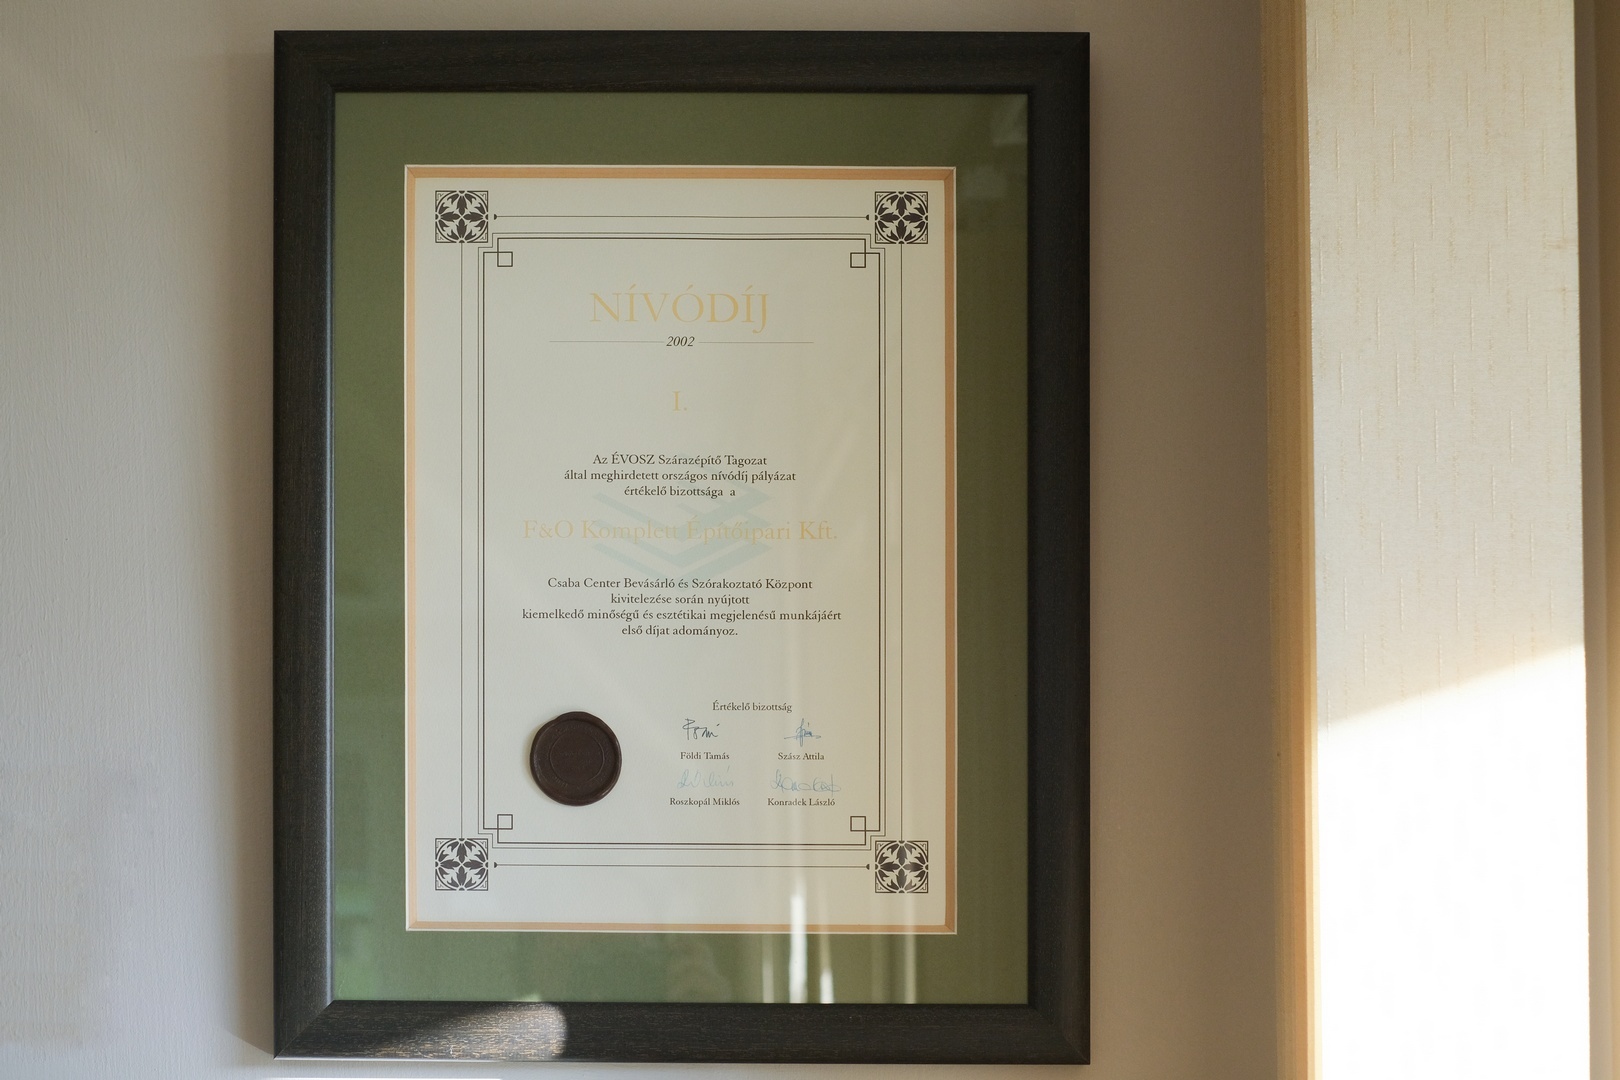 NÍVÓDÍJ
2002
I.
Az ÉVOSZ Szárazépítő Tagozat
által meghirdetett országos nívódíj pályázat
értékelő bizottsága a
F&O Komplett Építőipari Kft.
Csaba Center Bevásárló és Szórakoztató Központ
kivitelezése során nyújtott
kiemelkedő minőségű és esztétikai megjelenésű munkájáért
első díjat adományoz.
Értékelő bizottság
Földi Tamás Szász Attila
Roszkopál Miklós Konradek László